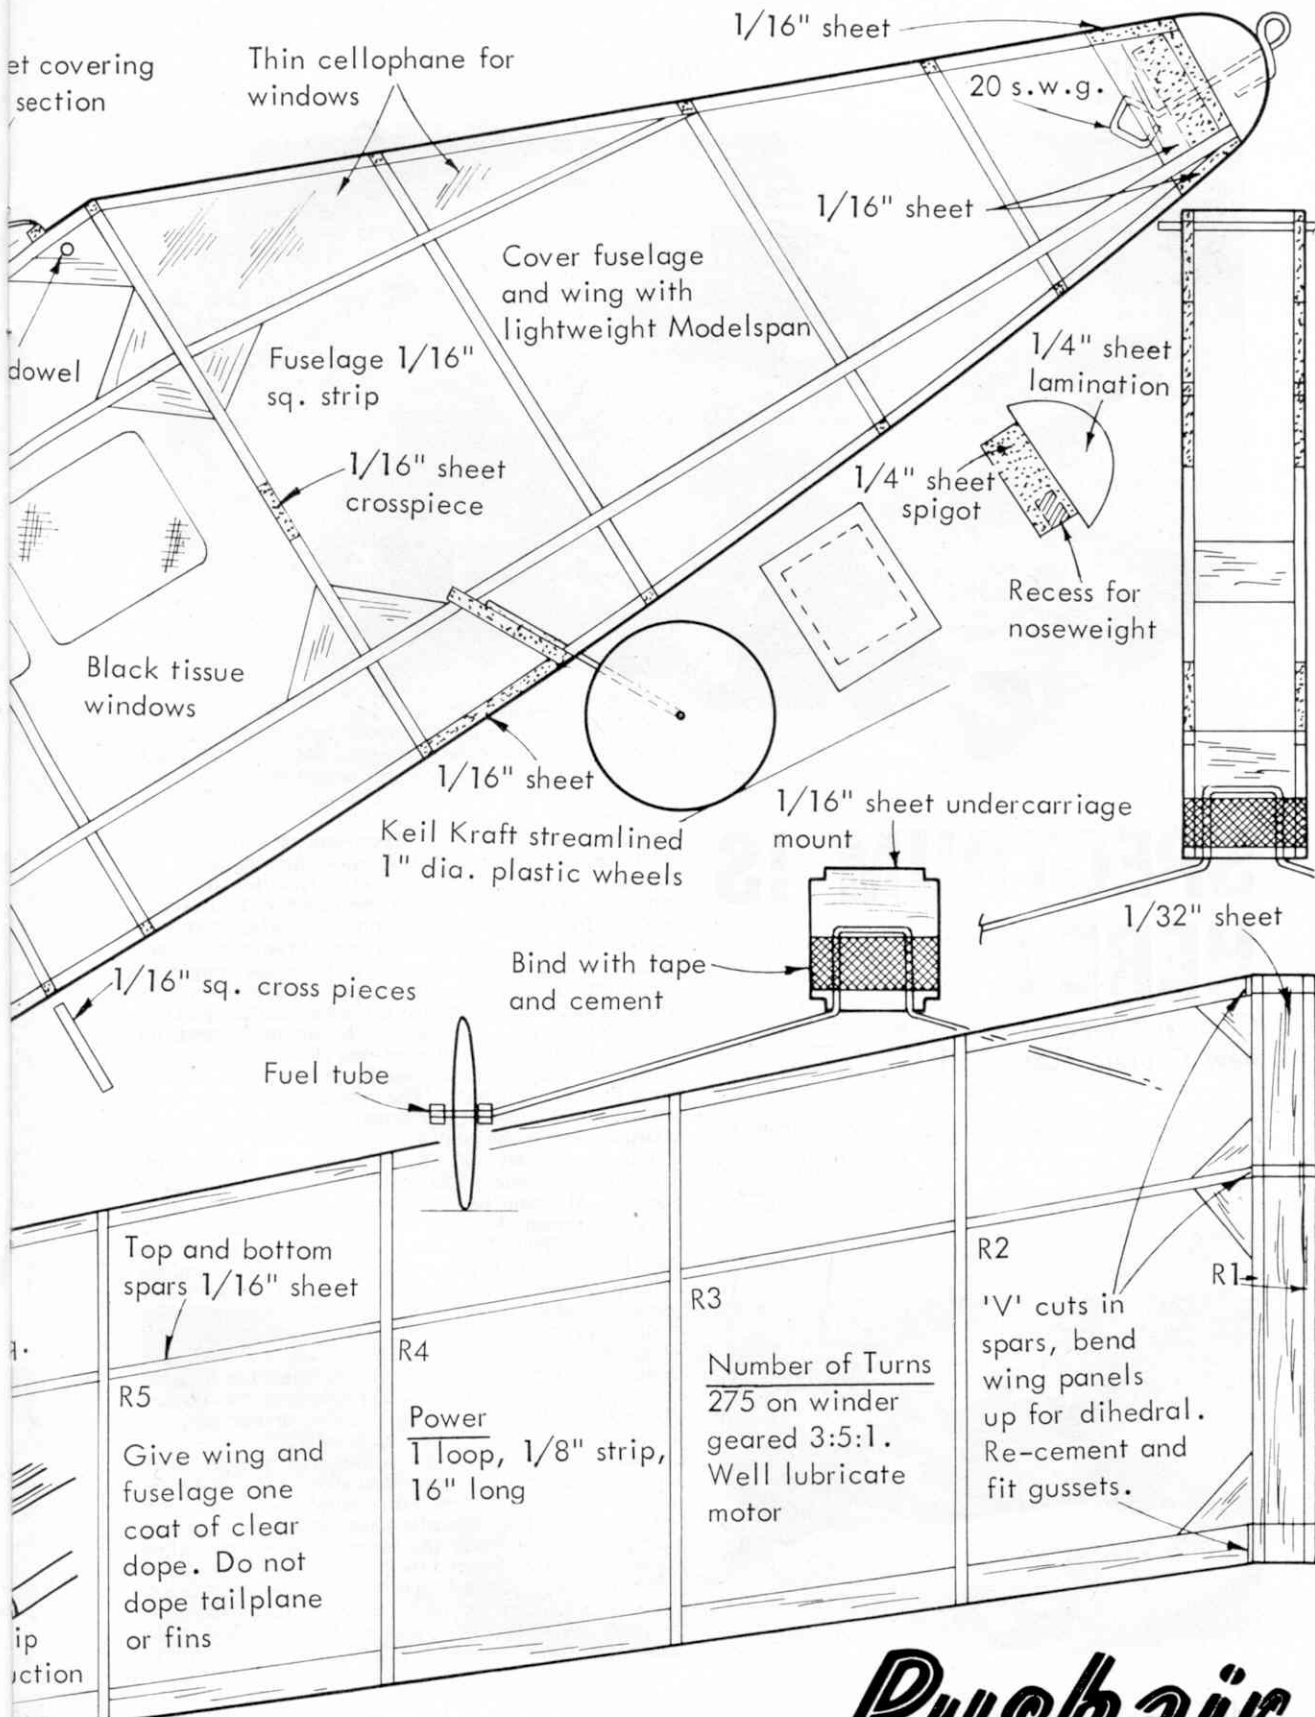 1/16" sheet
et covering
section
Thin cellophane for
windows
20 s.w.g.
1/16" sheet
Cover fuselage
and wing with
lightweight Modelspan
dowel
Fuselage 1/16"
sq. strip
1/4" sheet
lamination
1/16" sheet
crosspiece
1/4" sheet
spigot
Recess for
noseweight
Black tissue
windows
1/16" sheet
Keil Kraft streamlined
1" dia. plastic wheels
1/16" sheet undercarriage
mount
1/32" sheet
Bind with tape
and cement
1/16" sq. cross pieces
Fuel tube
Top and bottom
spars 1/16" sheet
R5
Give wing and
fuselage one
coat of clear
dope. Do not
dope tailplane
or fins
R4
Power
1 loop, 1/8" strip,
16" long
R3
Number of Turns
275 on winder
geared 3:5:1.
Well lubricate
motor
R2
R1
'V' cuts in
spars, bend
wing panels
up for dihedral.
Re-cement and
fit gussets.
q.
ip
uction
Pushair